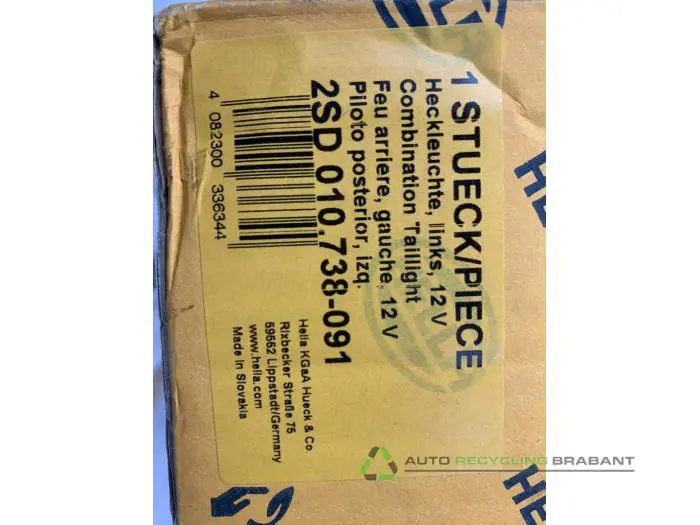 1 STUECK/PIECE
Heckleuchte, links, 12 V
Combination Taillight
Feu arriere, gauche, 12 V
Piloto posterior, izq.
2SD 010.738-091
4 082300 336344
Hella KGaA Hueck & Co
Rixbecker Straße 75
59552 Lippstadt/Germany
www.hella.com
Made in Slovakia
AUTO RECYCLING BRABANT